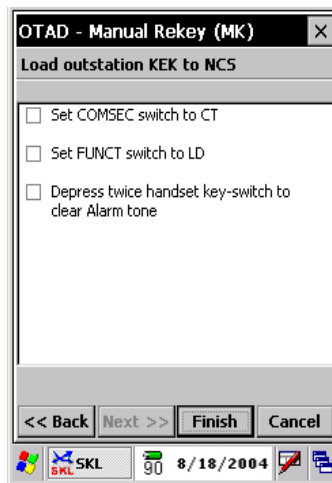 OTAD - Manual Rekey (MK)
Load outstation KEK to NCS
Set COMSEC switch to CT
Set FUNCT switch to LD
Depress twice handset key-switch to
clear Alarm tone
<< Back Next >> Finish Cancel
SKL SKL 90 8/18/2004